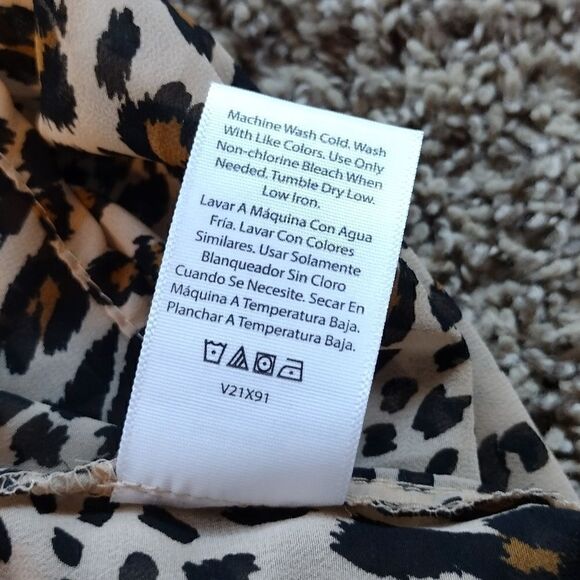 Machine Wash Cold. Wash
With Like Colors. Use Only
Non-chlorine Bleach When
Needed. Tumble Dry Low.
Low Iron.
Lavar A Máquina Con Agua
Fría. Lavar Con Colores
Similares. Usar Solamente
Blanqueador Sin Cloro
Cuando Se Necesite. Secar En
Máquina A Temperatura Baja.
Planchar A Temperatura Baja.
V21X91